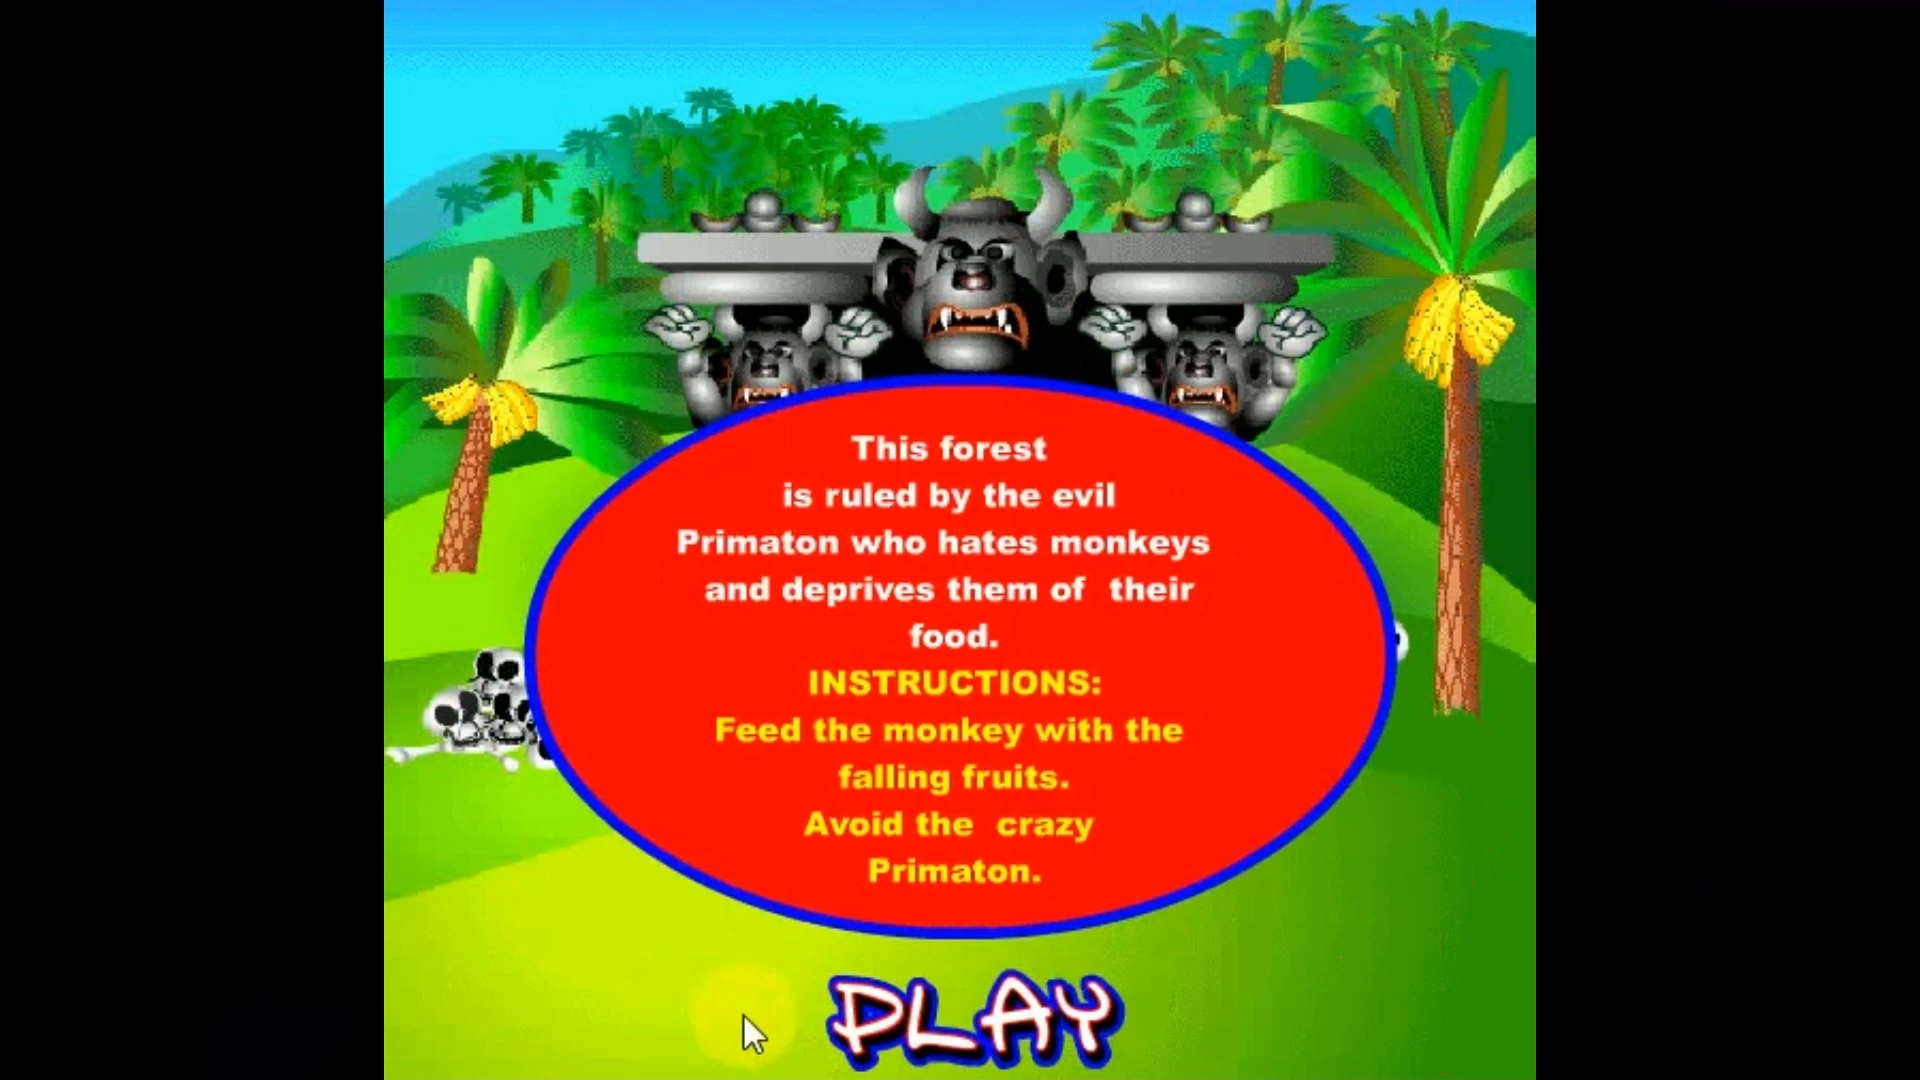 This forest
is ruled by the evil
Primaton who hates monkeys
and deprives them of their
food.
INSTRUCTIONS:
Feed the monkey with the
falling fruits.
Avoid the crazy
Primaton.
PLAY